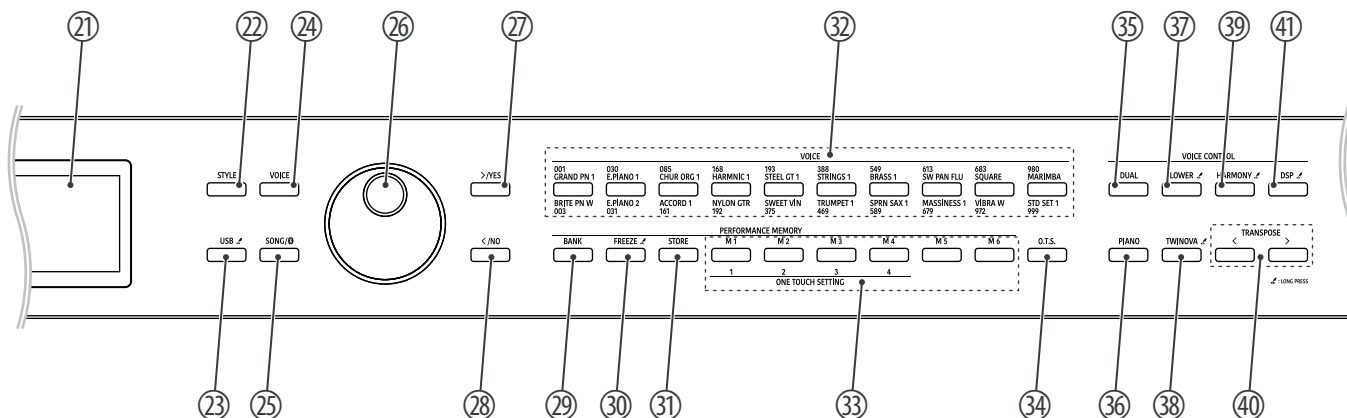 ㉑ ㉒ ㉔ ㉖ ㉗ ㉜ ㉟ ㊲ ㊴ ㊶
VOICE
VOICE CONTROL
STYLE VOICE >/YES
001 030 085 168 193 388 549 613 683 980
GRAND PN 1 E.PIANO 1 CHUR ORG 1 HARMNIC 1 STEEL GT 1 STRINGS 1 BRASS 1 SW PAN FLU SQUARE MARIMBA
DUAL LOWER HARMONY DSP
BRITE PN W E.PIANO 2 ACCORD 1 NYLON GTR SWEET VIN TRUMPET 1 SPRN SAX 1 MASSINESS 1 VIBRA W STD SET 1
003 031 161 192 375 469 589 679 972 999
PERFORMANCE MEMORY
TRANSPOSE
USB SONG/ </NO BANK FREEZE STORE M 1 M 2 M 3 M 4 M 5 M 6 O.T.S. PIANO TWINOVA < >
1 2 3 4
ONE TOUCH SETTING
: LONG PRESS
㉓ ㉕ ㉘ ㉙ ㉚ ㉛ ㉝ ㉞ ㊱ ㊳ ㊵